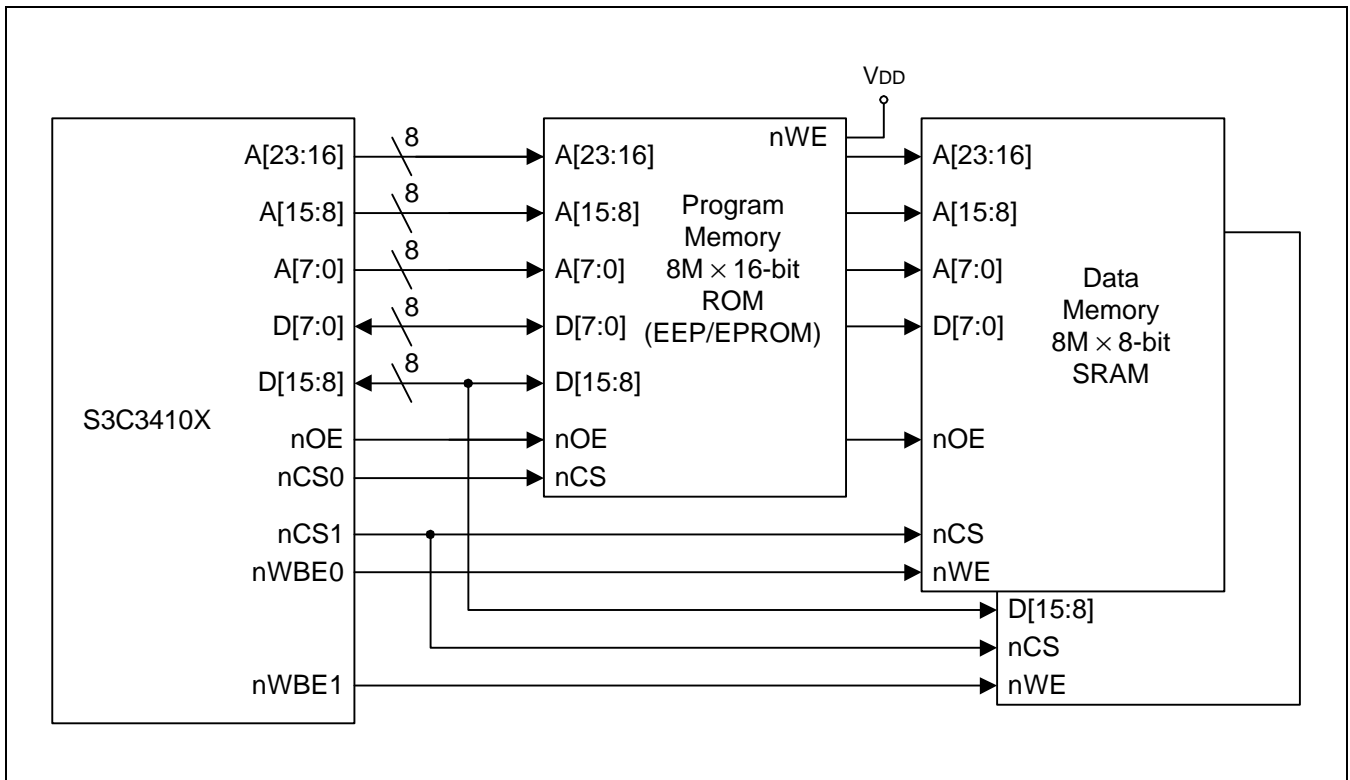 VDD
S3C3410X
A[23:16]
A[15:8]
A[7:0]
D[7:0]
D[15:8]
nOE
nCS0
nCS1
nWBE0
nWBE1
8
8
8
8
8
nWE
A[23:16]
A[15:8]
A[7:0]
D[7:0]
D[15:8]
nOE
nCS
Program
Memory
8M × 16-bit
ROM
(EEP/EPROM)
A[23:16]
A[15:8]
A[7:0]
D[7:0]
nOE
nCS
nWE
Data
Memory
8M × 8-bit
SRAM
D[15:8]
nCS
nWE